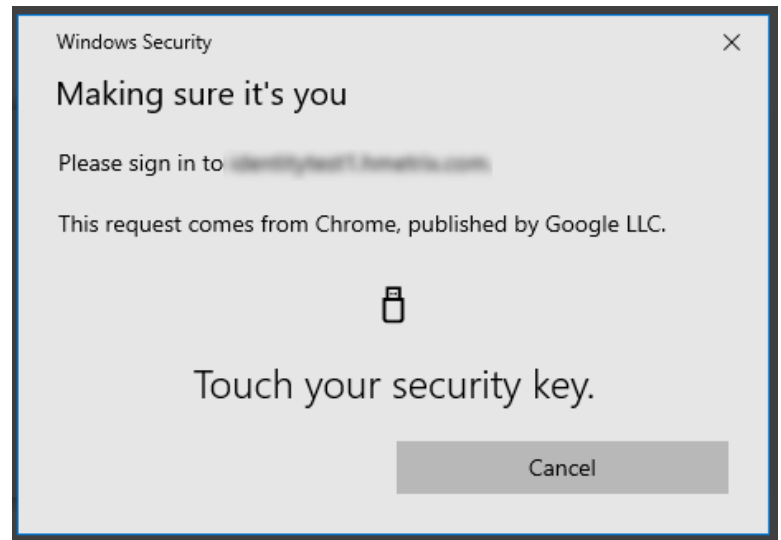 Windows Security
Making sure it's you
Please sign in to
This request comes from Chrome, published by Google LLC.
Touch your security key.
Cancel